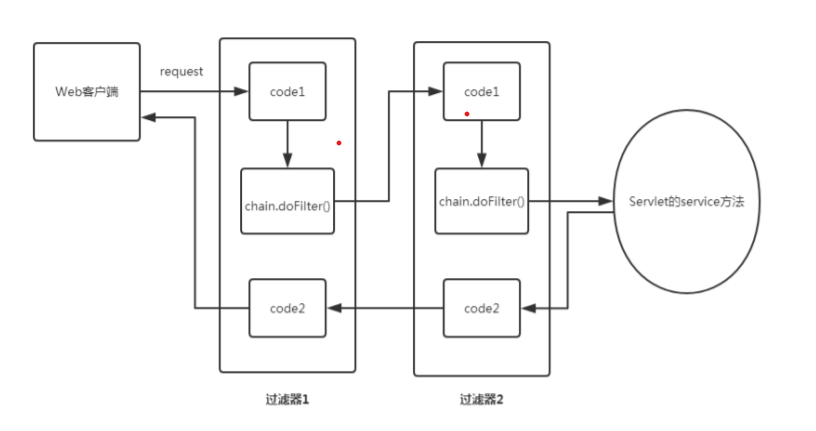 request
Web客户端
code1
code1
chain.doFilter()
chain.doFilter()
Servlet的service方法
code2
code2
过滤器1
过滤器2